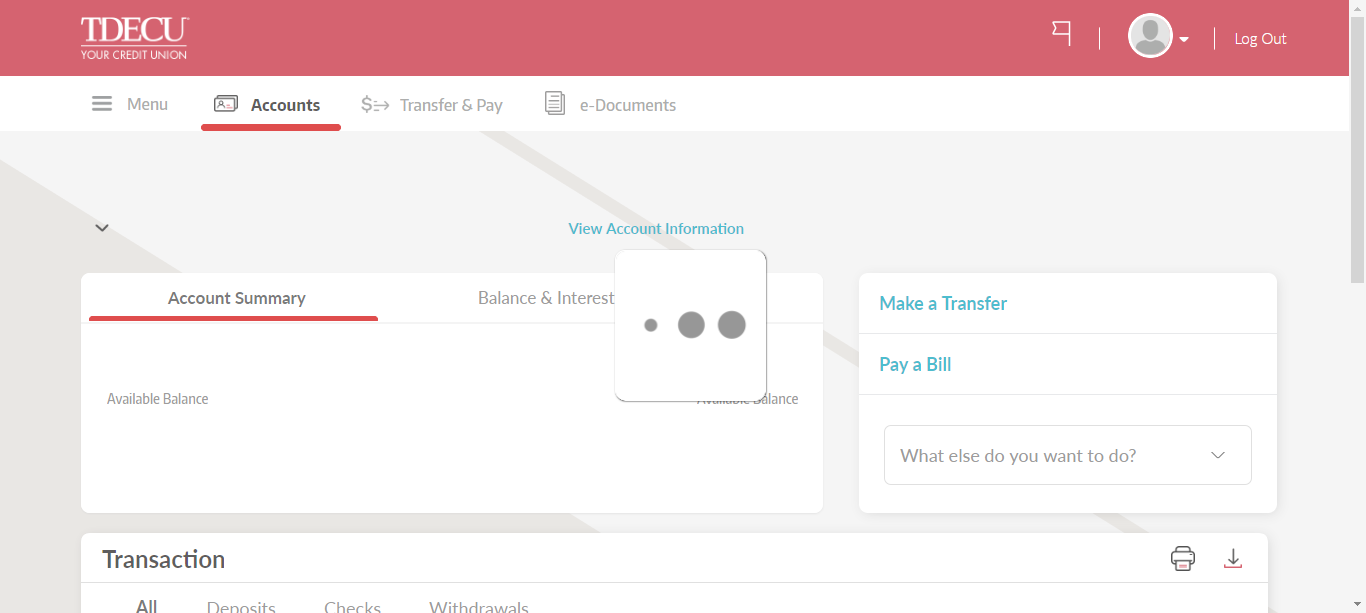 TDECU
YOUR CREDIT UNION
Log Out
Menu
Accounts
Transfer & Pay
e-Documents
View Account Information
Account Summary
Balance & Interest
Make a Transfer
Pay a Bill
Available Balance
Available Balance
What else do you want to do?
Transaction
All
Deposits
Checks
Withdrawals